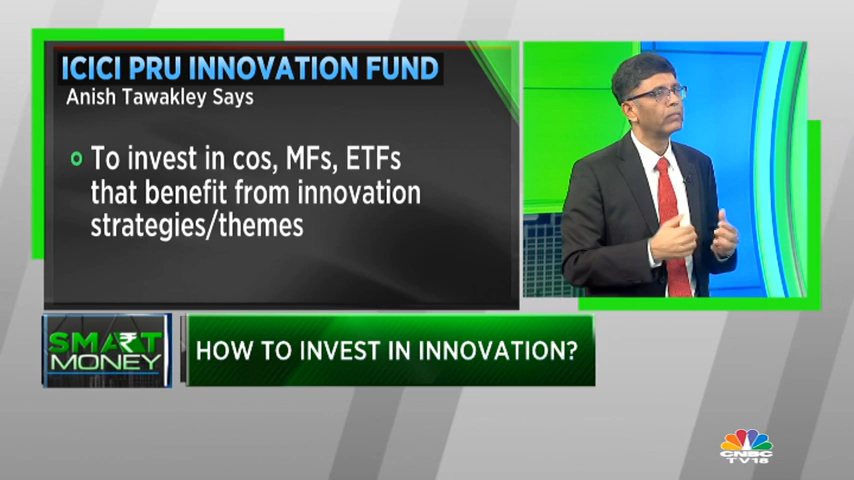 ICICI PRU INNOVATION FUND
Anish Tawakley Says
To invest in cos, MFs, ETFs
that benefit from innovation
strategies/themes
SMA₹T
MONEY
HOW TO INVEST IN INNOVATION?
CNBC
TV18